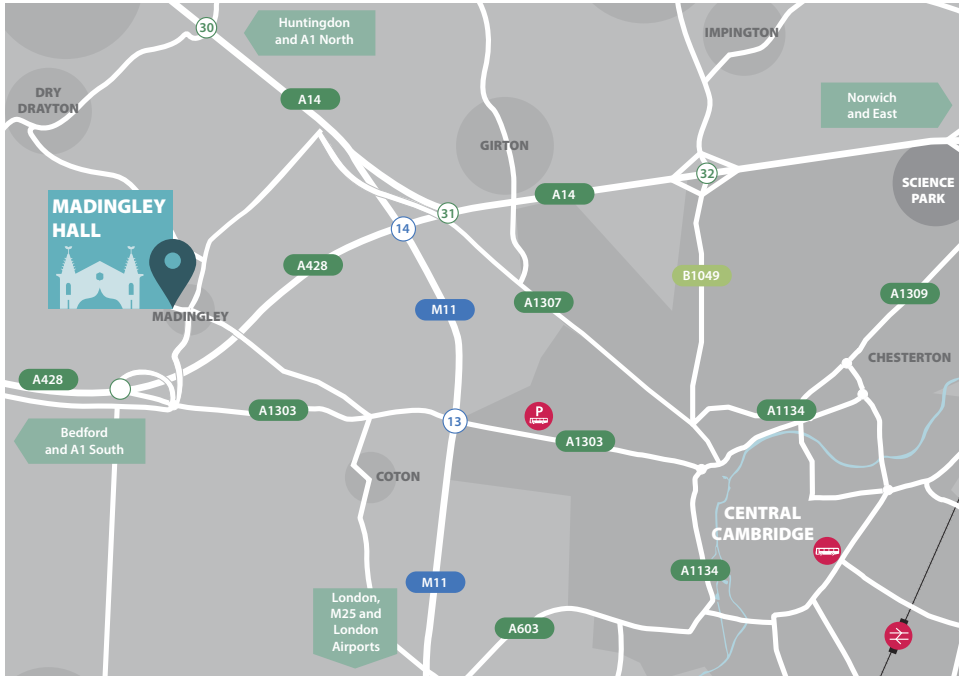 30
Huntingdon
and A1 North
IMPINGTON
DRY
DRAYTON
A14
Norwich
and East
GIRTON
32
SCIENCE
PARK
A14
MADINGLEY
HALL
31
14
A428
B1049
A1309
M11
A1307
MADINGLEY
CHESTERTON
A428
A1303
P
A1134
13
Bedford
and A1 South
A1303
COTON
CENTRAL
CAMBRIDGE
A1134
M11
London,
M25 and
London
Airports
A603